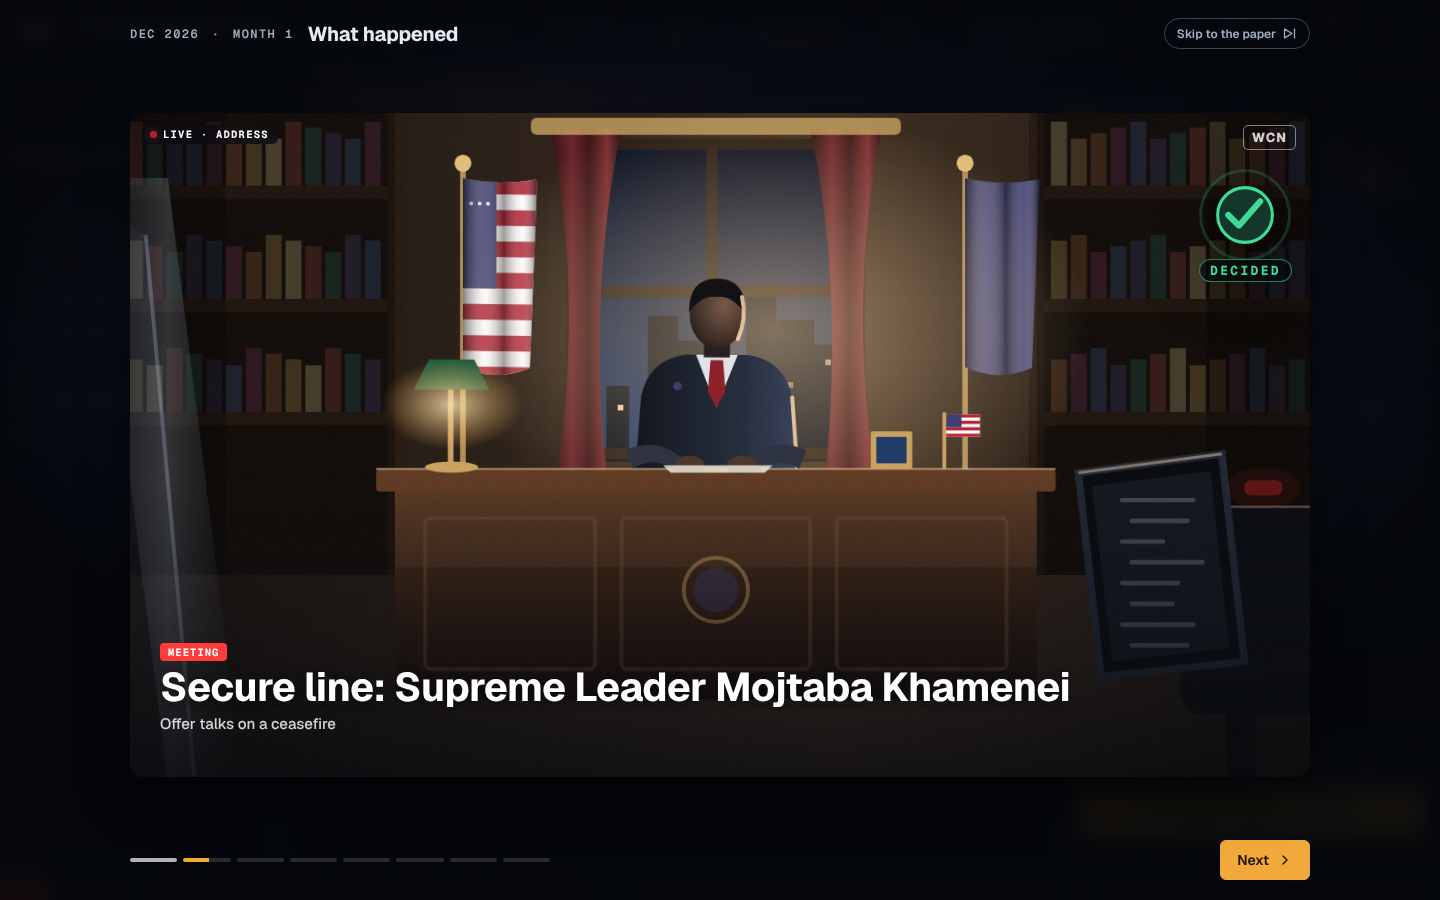 DEC 2026 · MONTH 1 What happened
Skip to the paper
LIVE · ADDRESS
WCN
DECIDED
MEETING
Secure line: Supreme Leader Mojtaba Khamenei
Offer talks on a ceasefire
Next